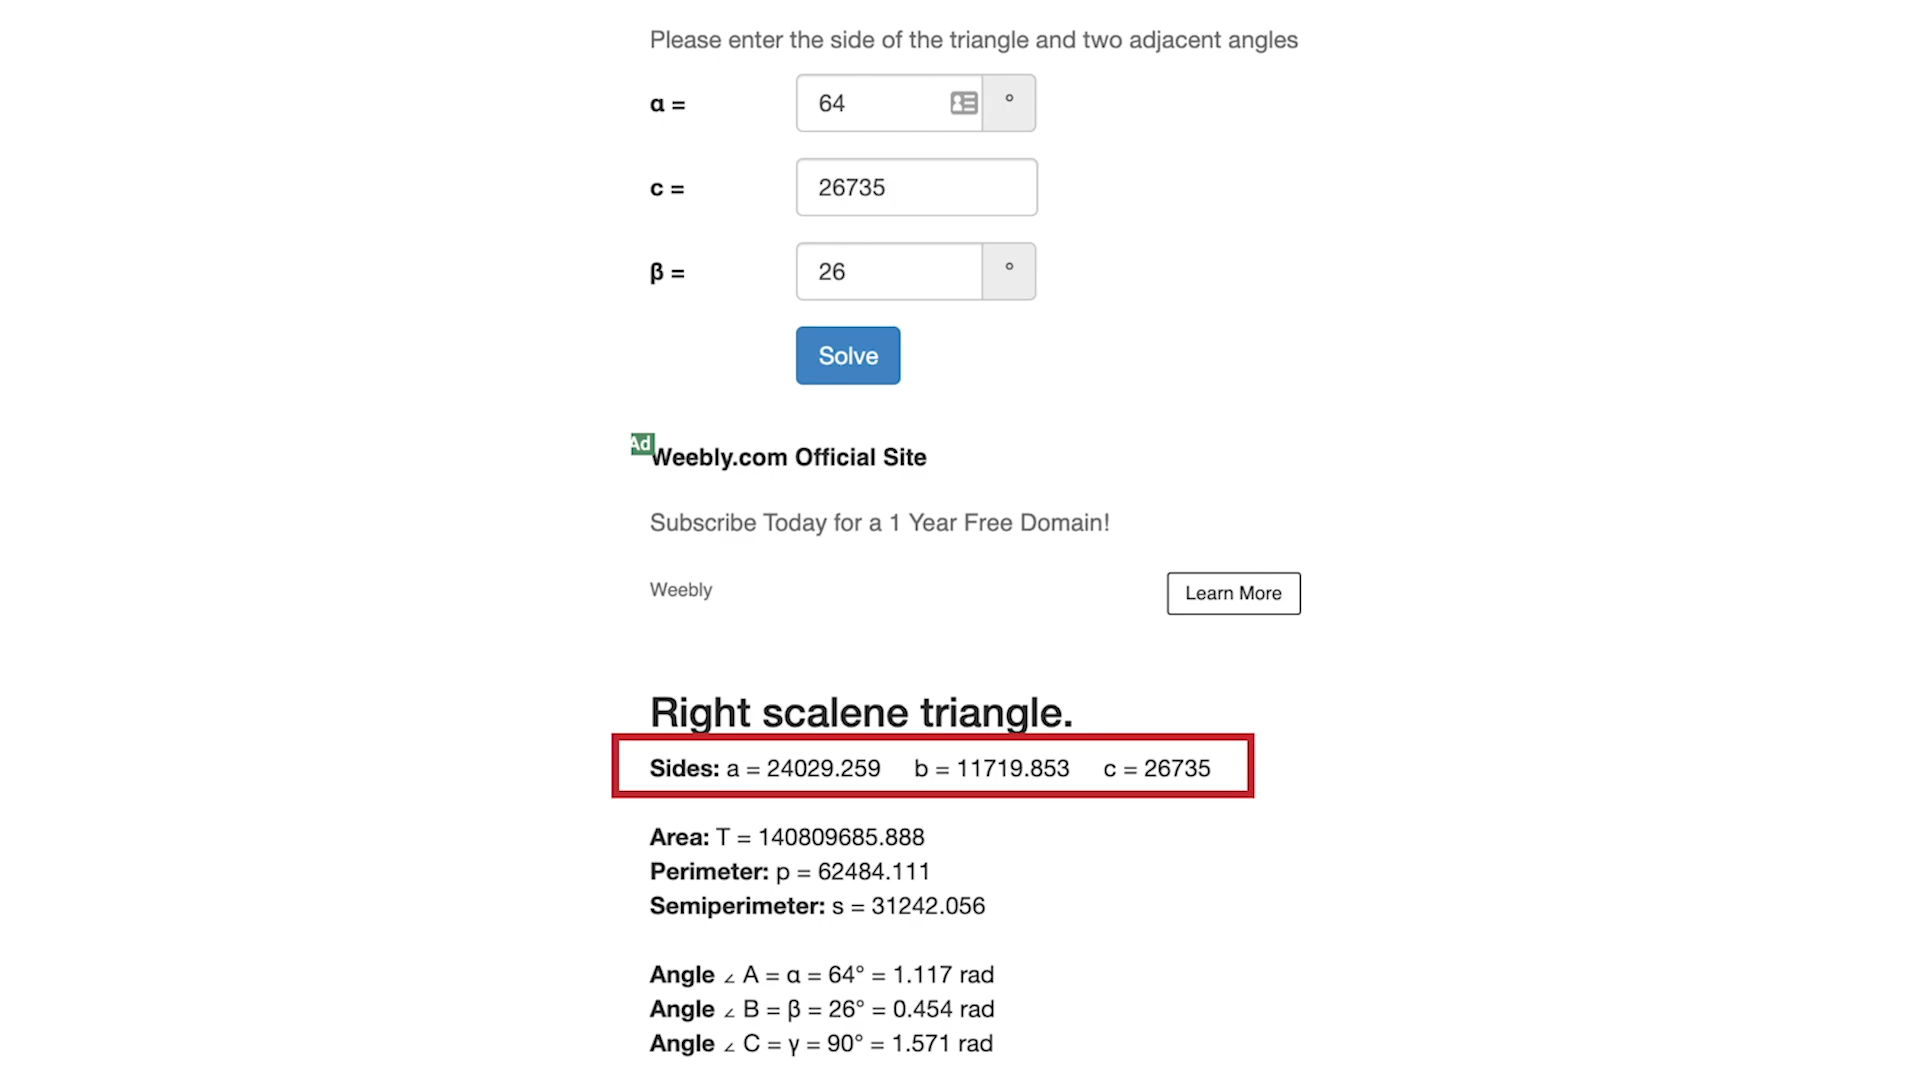 Please enter the side of the triangle and two adjacent angles
α = 64 °
c = 26735
β = 26 °
Solve
Ad
Weebly.com Official Site
Subscribe Today for a 1 Year Free Domain!
Weebly Learn More
Right scalene triangle.
Sides: a = 24029.259 b = 11719.853 c = 26735
Area: T = 140809685.888
Perimeter: p = 62484.111
Semiperimeter: s = 31242.056
Angle ∠ A = α = 64° = 1.117 rad
Angle ∠ B = β = 26° = 0.454 rad
Angle ∠ C = γ = 90° = 1.571 rad